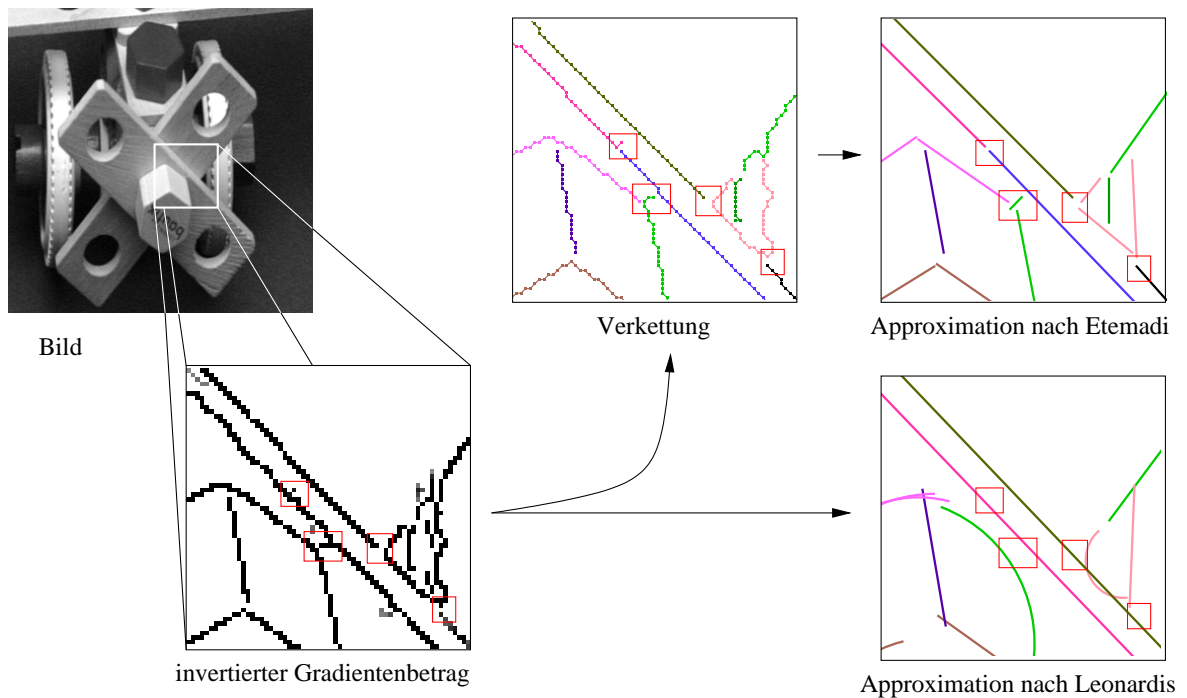 Bild
Verkettung
Approximation nach Etemadi
invertierter Gradientenbetrag
Approximation nach Leonardis